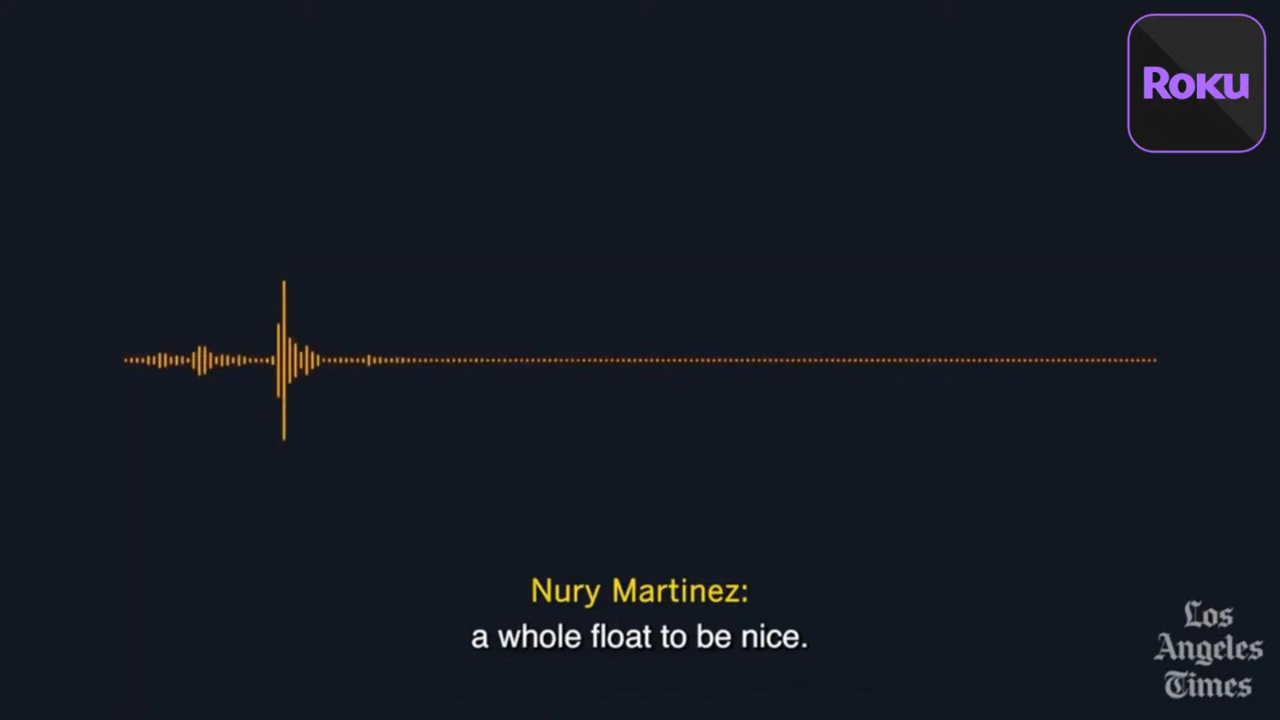 Roku
Nury Martinez:
a whole float to be nice.
Los
Angeles
Times